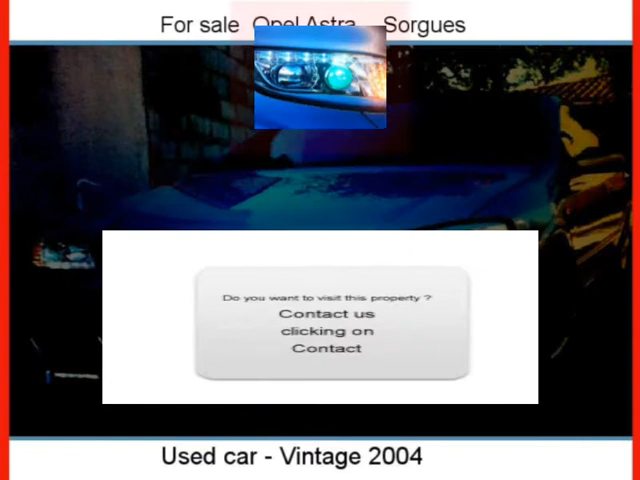 For sale Opel Astra Sorgues
Do you want to visit this property ?
Contact us
clicking on
Contact
Used car - Vintage 2004